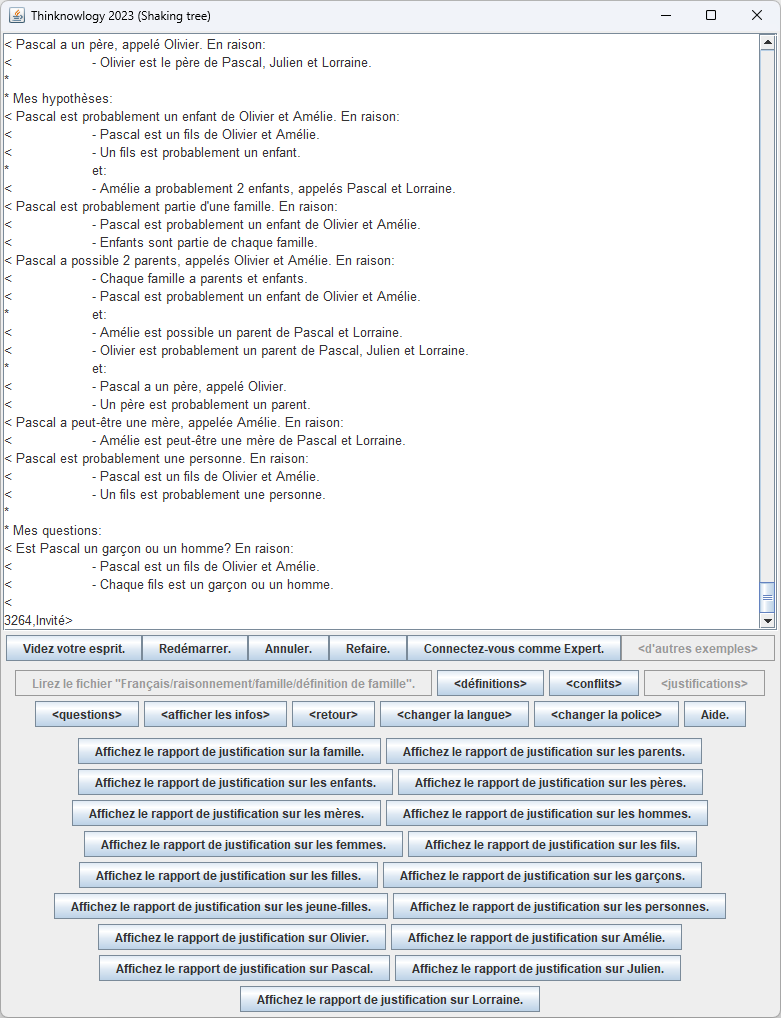 Thinknowlogy 2023 (Shaking tree)
< Pascal a un père, appelé Olivier. En raison:
< - Olivier est le père de Pascal, Julien et Lorraine.
*
* Mes hypothèses:
< Pascal est probablement un enfant de Olivier et Amélie. En raison:
< - Pascal est un fils de Olivier et Amélie.
< - Un fils est probablement un enfant.
* et:
< - Amélie a probablement 2 enfants, appelés Pascal et Lorraine.
< Pascal est probablement partie d'une famille. En raison:
< - Pascal est probablement un enfant de Olivier et Amélie.
< - Enfants sont partie de chaque famille.
< Pascal a possible 2 parents, appelés Olivier et Amélie. En raison:
< - Chaque famille a parents et enfants.
< - Pascal est probablement un enfant de Olivier et Amélie.
* et:
< - Amélie est possible un parent de Pascal et Lorraine.
< - Olivier est probablement un parent de Pascal, Julien et Lorraine.
* et:
< - Pascal a un père, appelé Olivier.
< - Un père est probablement un parent.
< Pascal a peut-être une mère, appelée Amélie. En raison:
< - Amélie est peut-être une mère de Pascal et Lorraine.
< Pascal est probablement une personne. En raison:
< - Pascal est un fils de Olivier et Amélie.
< - Un fils est probablement une personne.
*
* Mes questions:
< Est Pascal un garçon ou un homme? En raison:
< - Pascal est un fils de Olivier et Amélie.
< - Chaque fils est un garçon ou un homme.
<
3264,Invité>
Videz votre esprit. Redémarrer. Annuler. Refaire. Connectez-vous comme Expert. <d'autres exemples>
Lirez le fichier "Français/raisonnement/famille/définition de famille". <définitions> <conflits> <justifications>
<questions> <afficher les infos> <retour> <changer la langue> <changer la police> Aide.
Affichez le rapport de justification sur la famille. Affichez le rapport de justification sur les parents.
Affichez le rapport de justification sur les enfants. Affichez le rapport de justification sur les pères.
Affichez le rapport de justification sur les mères. Affichez le rapport de justification sur les hommes.
Affichez le rapport de justification sur les femmes. Affichez le rapport de justification sur les fils.
Affichez le rapport de justification sur les filles. Affichez le rapport de justification sur les garçons.
Affichez le rapport de justification sur les jeune-filles. Affichez le rapport de justification sur les personnes.
Affichez le rapport de justification sur Olivier. Affichez le rapport de justification sur Amélie.
Affichez le rapport de justification sur Pascal. Affichez le rapport de justification sur Julien.
Affichez le rapport de justification sur Lorraine.